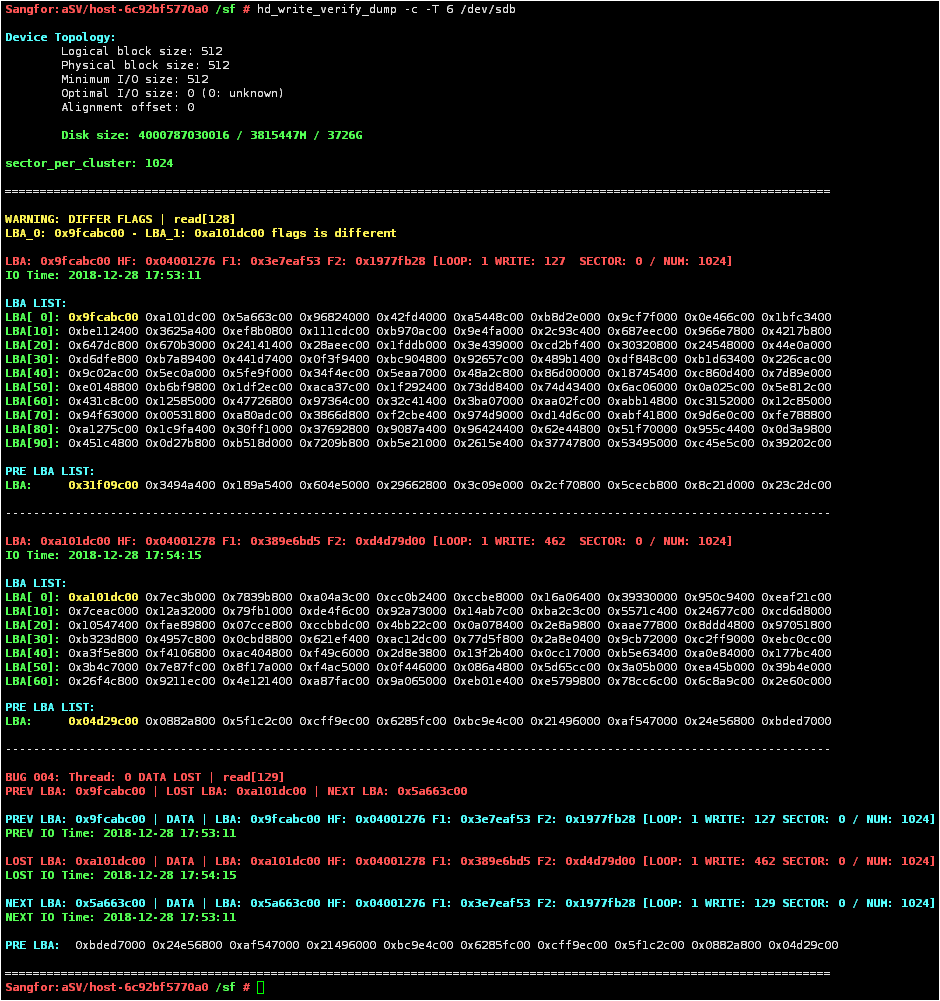 Sangfor:aSV/host-6c92bf5770a0 /sf # hd_write_verify_dump -c -T 6 /dev/sdb
Device Topology:
Logical block size: 512
Physical block size: 512
Minimum I/O size: 512
Optimal I/O size: 0 (0: unknown)
Alignment offset: 0
Disk size: 4000787030016 / 3815447M / 3726G
sector_per_cluster: 1024
======================================================================================================================
WARNING: DIFFER FLAGS | read[128]
LBA_0: 0x9fcabc00 - LBA_1: 0xa101dc00 flags is different
LBA: 0x9fcabc00 HF: 0x04001276 F1: 0x3e7eaf53 F2: 0x1977fb28 [LOOP: 1 WRITE: 127  SECTOR: 0 / NUM: 1024]
IO Time: 2018-12-28 17:53:11
LBA LIST:
LBA[ 0]: 0x9fcabc00 0xa101dc00 0x5a663c00 0x96824000 0x42fd4000 0xa5448c00 0xb8d2e000 0x9cf7f000 0x0e466c00 0x1bfc3400
LBA[10]: 0xbe112400 0x3625a400 0xef8b0800 0x111cdc00 0xb970ac00 0x9e4fa000 0x2c93c400 0x687eec00 0x966e7800 0x4217b800
LBA[20]: 0x647dc800 0x670b3000 0x24141400 0x28aeec00 0x1fddb000 0x3e439000 0xcd2bf400 0x30320800 0x24548000 0x44e0a000
LBA[30]: 0xd6dfe800 0xb7a89400 0x441d7400 0x0f3f9400 0xbc904800 0x92657c00 0x489b1400 0xdf848c00 0xb1d63400 0x226cac00
LBA[40]: 0x9c02ac00 0x5ec0a000 0x5fe9f000 0x34f4ec00 0x5eaa7000 0x48a2c800 0x86d00000 0x18745400 0xc860d400 0x7d89e000
LBA[50]: 0xe0148800 0xb6bf9800 0x1df2ec00 0xaca37c00 0x1f292400 0x73dd8400 0x74d43400 0x6ac06000 0x0a025c00 0x5e812c00
LBA[60]: 0x431c8c00 0x12585000 0x47726800 0x97364c00 0x32c41400 0x3ba07000 0xaa02fc00 0xabb14800 0xc3152000 0x12c85000
LBA[70]: 0x94f63000 0x00531800 0xa80adc00 0x3866d800 0xf2cbe400 0x974d9000 0xd14d6c00 0xabf41800 0x9d6e0c00 0xfe788800
LBA[80]: 0xa1275c00 0x1c9fa400 0x30ff1000 0x37692800 0x9087a400 0x96424400 0x62e44800 0x51f70000 0x955c4400 0x0d3a9800
LBA[90]: 0x451c4800 0x0d27b800 0xb518d000 0x7209b800 0xb5e21000 0x2615e400 0x37747800 0x53495000 0xc45e5c00 0x39202c00
PRE LBA LIST:
LBA:     0x31f09c00 0x3494a400 0x189a5400 0x604e5000 0x29662800 0x3c09e000 0x2cf70800 0x5cecb800 0x8c21d000 0x23c2dc00
----------------------------------------------------------------------------------------------------------------------
LBA: 0xa101dc00 HF: 0x04001278 F1: 0x389e6bd5 F2: 0xd4d79d00 [LOOP: 1 WRITE: 462  SECTOR: 0 / NUM: 1024]
IO Time: 2018-12-28 17:54:15
LBA LIST:
LBA[ 0]: 0xa101dc00 0x7ec3b000 0x7839b800 0xa04a3c00 0xcc0b2400 0xccbe8000 0x16a06400 0x39330000 0x950c9400 0xeaf21c00
LBA[10]: 0x7ceac000 0x12a32000 0x79fb1000 0xde4f6c00 0x92a73000 0x14ab7c00 0xba2c3c00 0x5571c400 0x24677c00 0xcd6d8000
LBA[20]: 0x10547400 0xfae89800 0x07cce800 0xccbbdc00 0x4bb22c00 0x0a078400 0x2e8a9800 0xaae77800 0x8ddd4800 0x97051800
LBA[30]: 0xb323d800 0x4957c800 0x0cbd8800 0x621ef400 0xac12dc00 0x77d5f800 0x2a8e0400 0x9cb72000 0xc2ff9000 0xebc0cc00
LBA[40]: 0xa3f5e800 0xf4106800 0xac404800 0xf49c6000 0x2d8e3800 0x13f2b400 0x0cc17000 0xb5e63400 0xa0e84000 0x177bc400
LBA[50]: 0x3b4c7000 0x7e87fc00 0x8f17a000 0xf4ac5000 0x0f446000 0x086a4800 0x5d65cc00 0x3a05b000 0xea45b000 0x39b4e000
LBA[60]: 0x26f4c800 0x9211ec00 0x4e121400 0xa87fac00 0x9a065000 0xeb01e400 0xe5799800 0x78cc6c00 0x6c8a9c00 0x2e60c000
PRE LBA LIST:
LBA:     0x04d29c00 0x0882a800 0x5f1c2c00 0xcff9ec00 0x6285fc00 0xbc9e4c00 0x21496000 0xaf547000 0x24e56800 0xbded7000
----------------------------------------------------------------------------------------------------------------------
BUG 004: Thread: 0 DATA LOST | read[129]
PREV LBA: 0x9fcabc00 | LOST LBA: 0xa101dc00 | NEXT LBA: 0x5a663c00
PREV LBA: 0x9fcabc00 | DATA | LBA: 0x9fcabc00 HF: 0x04001276 F1: 0x3e7eaf53 F2: 0x1977fb28 [LOOP: 1 WRITE: 127 SECTOR: 0 / NUM: 1024]
PREV IO Time: 2018-12-28 17:53:11
LOST LBA: 0xa101dc00 | DATA | LBA: 0xa101dc00 HF: 0x04001278 F1: 0x389e6bd5 F2: 0xd4d79d00 [LOOP: 1 WRITE: 462 SECTOR: 0 / NUM: 1024]
LOST IO Time: 2018-12-28 17:54:15
NEXT LBA: 0x5a663c00 | DATA | LBA: 0x5a663c00 HF: 0x04001276 F1: 0x3e7eaf53 F2: 0x1977fb28 [LOOP: 1 WRITE: 129 SECTOR: 0 / NUM: 1024]
NEXT IO Time: 2018-12-28 17:53:11
PRE LBA:  0xbded7000 0x24e56800 0xaf547000 0x21496000 0xbc9e4c00 0x6285fc00 0xcff9ec00 0x5f1c2c00 0x0882a800 0x04d29c00
======================================================================================================================
Sangfor:aSV/host-6c92bf5770a0 /sf #